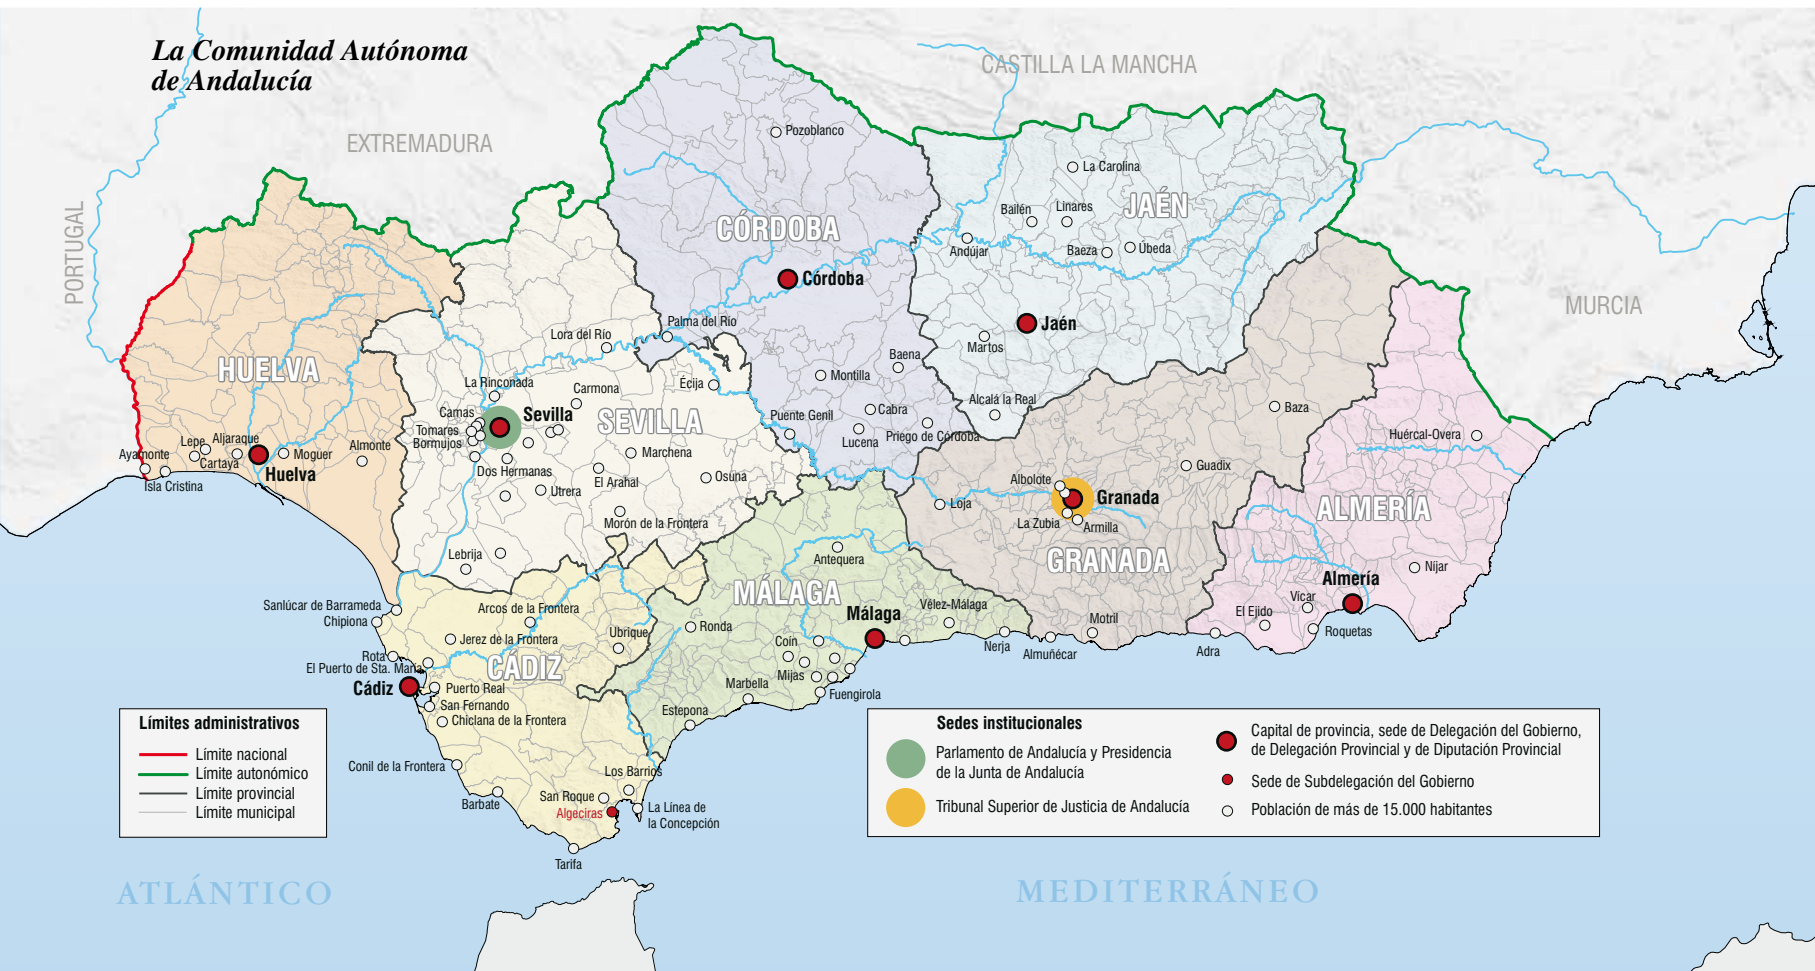 La Comunidad Autónoma
de Andalucía
CASTILLA LA MANCHA
EXTREMADURA
PORTUGAL
MURCIA
Pozoblanco
La Carolina
JAÉN
Bailén
Linares
CÓRDOBA
Andújar
Baeza
Úbeda
Córdoba
Jaén
Martos
Palma del Río
Lora del Río
Baena
HUELVA
La Rinconada
Carmona
Écija
Montilla
Alcalá la Real
Baza
Camas
Sevilla
SEVILLA
Puente Genil
Cabra
Tomares
Bormujos
Lucena
Priego de Córdoba
Huércal-Overa
Lepe
Aljaraque
Almonte
Ayamonte
Cartaya
Moguer
Marchena
Huelva
Isla Cristina
Dos Hermanas
El Arahal
Osuna
Guadix
Utrera
Albolote
Granada
Loja
ALMERÍA
Morón de la Frontera
La Zubia
Armilla
Lebrija
Antequera
GRANADA
Níjar
Almería
MÁLAGA
Vícar
Sanlúcar de Barrameda
Arcos de la Frontera
Málaga
Vélez-Málaga
El Ejido
Chipiona
Ronda
Motril
Roquetas
Jerez de la Frontera
Ubrique
Coín
Nerja
Almuñécar
Adra
Rota
El Puerto de Sta. María
CÁDIZ
Mijas
Cádiz
Puerto Real
Marbella
Fuengirola
San Fernando
Estepona
Chiclana de la Frontera
Conil de la Frontera
Los Barrios
Barbate
San Roque
Algeciras
La Línea de
la Concepción
Tarifa
Límites administrativos
Límite nacional
Límite autonómico
Límite provincial
Límite municipal
Sedes institucionales
Parlamento de Andalucía y Presidencia
de la Junta de Andalucía
Tribunal Superior de Justicia de Andalucía
Capital de provincia, sede de Delegación del Gobierno,
de Delegación Provincial y de Diputación Provincial
Sede de Subdelegación del Gobierno
Población de más de 15.000 habitantes
ATLÁNTICO
MEDITERRÁNEO